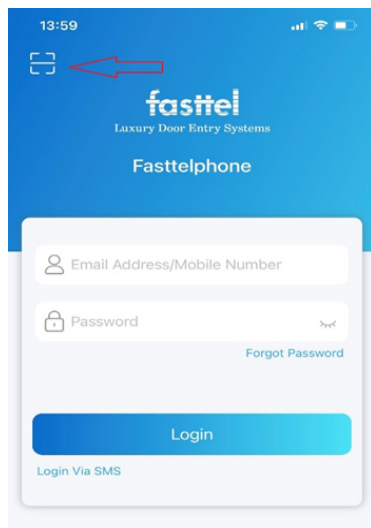 13:59
fasttel
Luxury Door Entry Systems
Fasttelphone
Email Address/Mobile Number
Password
Forgot Password
Login
Login Via SMS